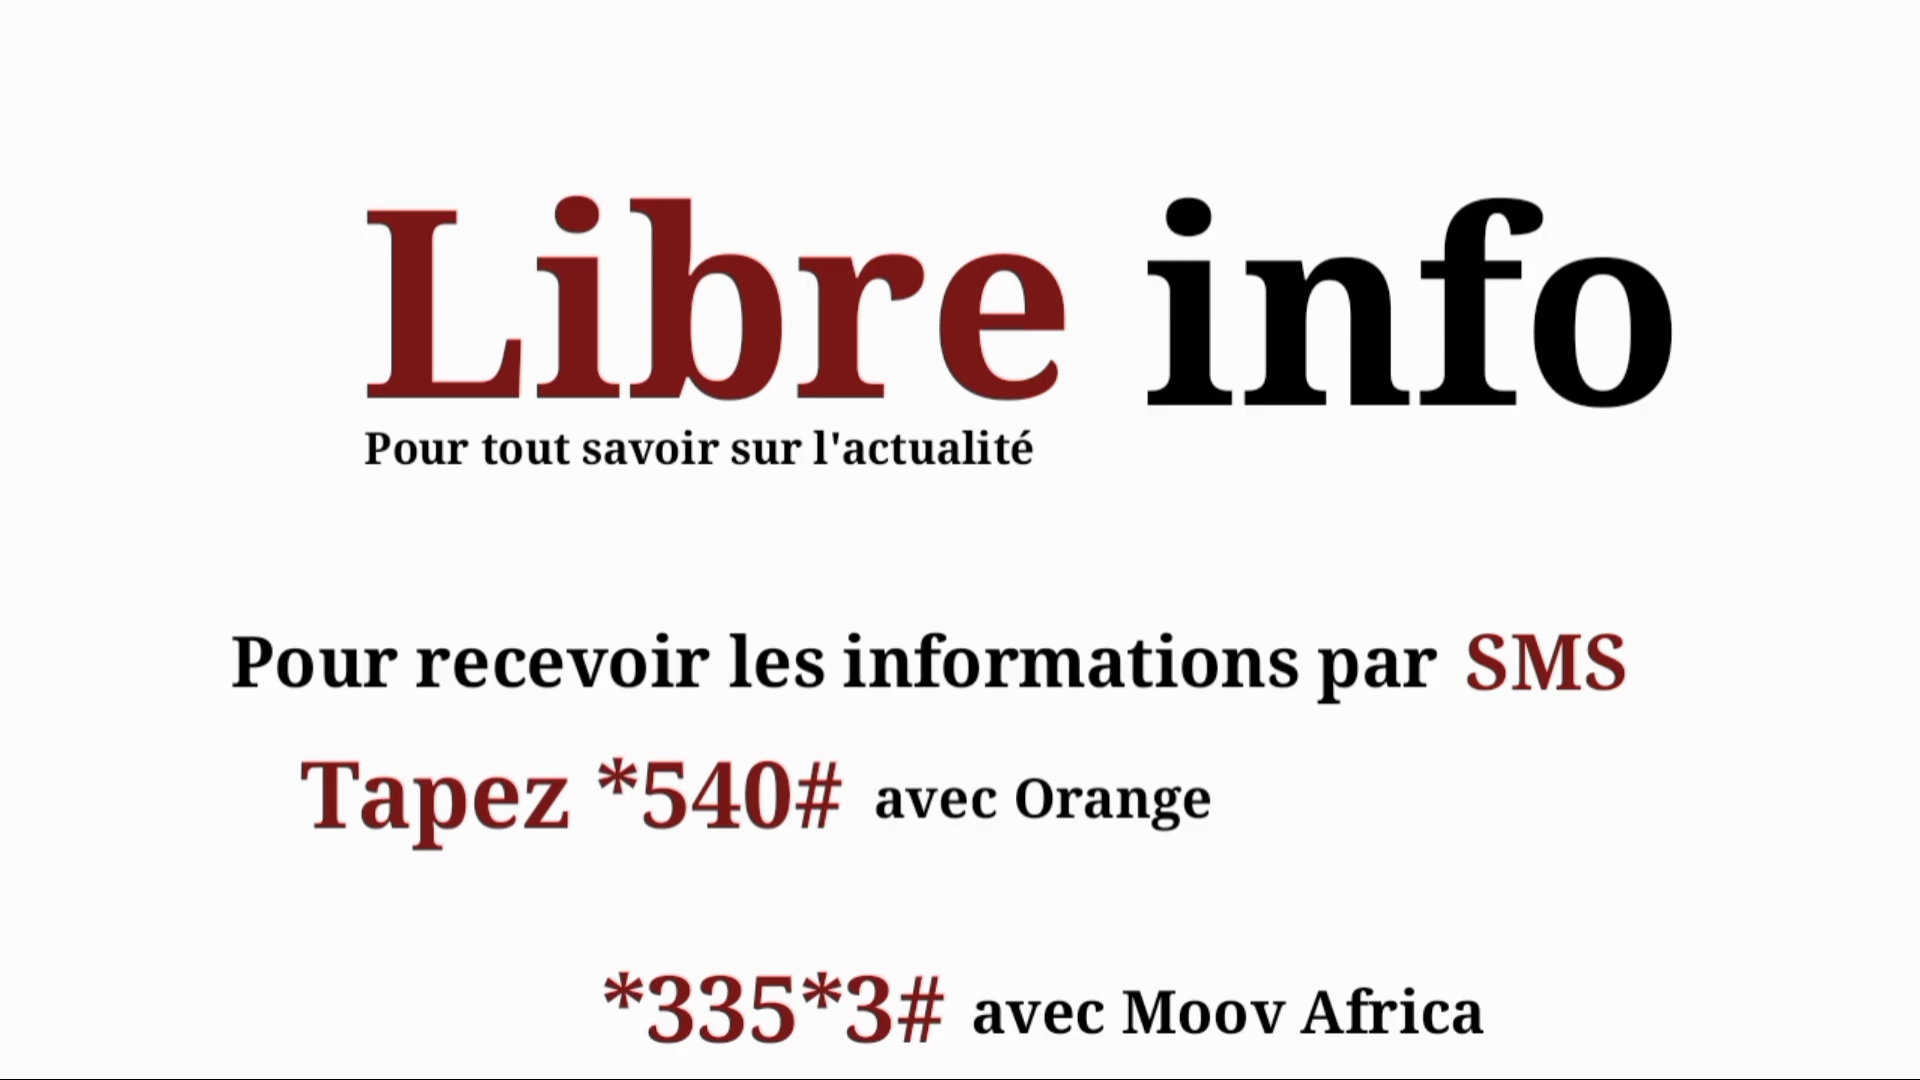 Libre info
Pour tout savoir sur l'actualité
Pour recevoir les informations par SMS
Tapez *540# avec Orange
*335*3# avec Moov Africa